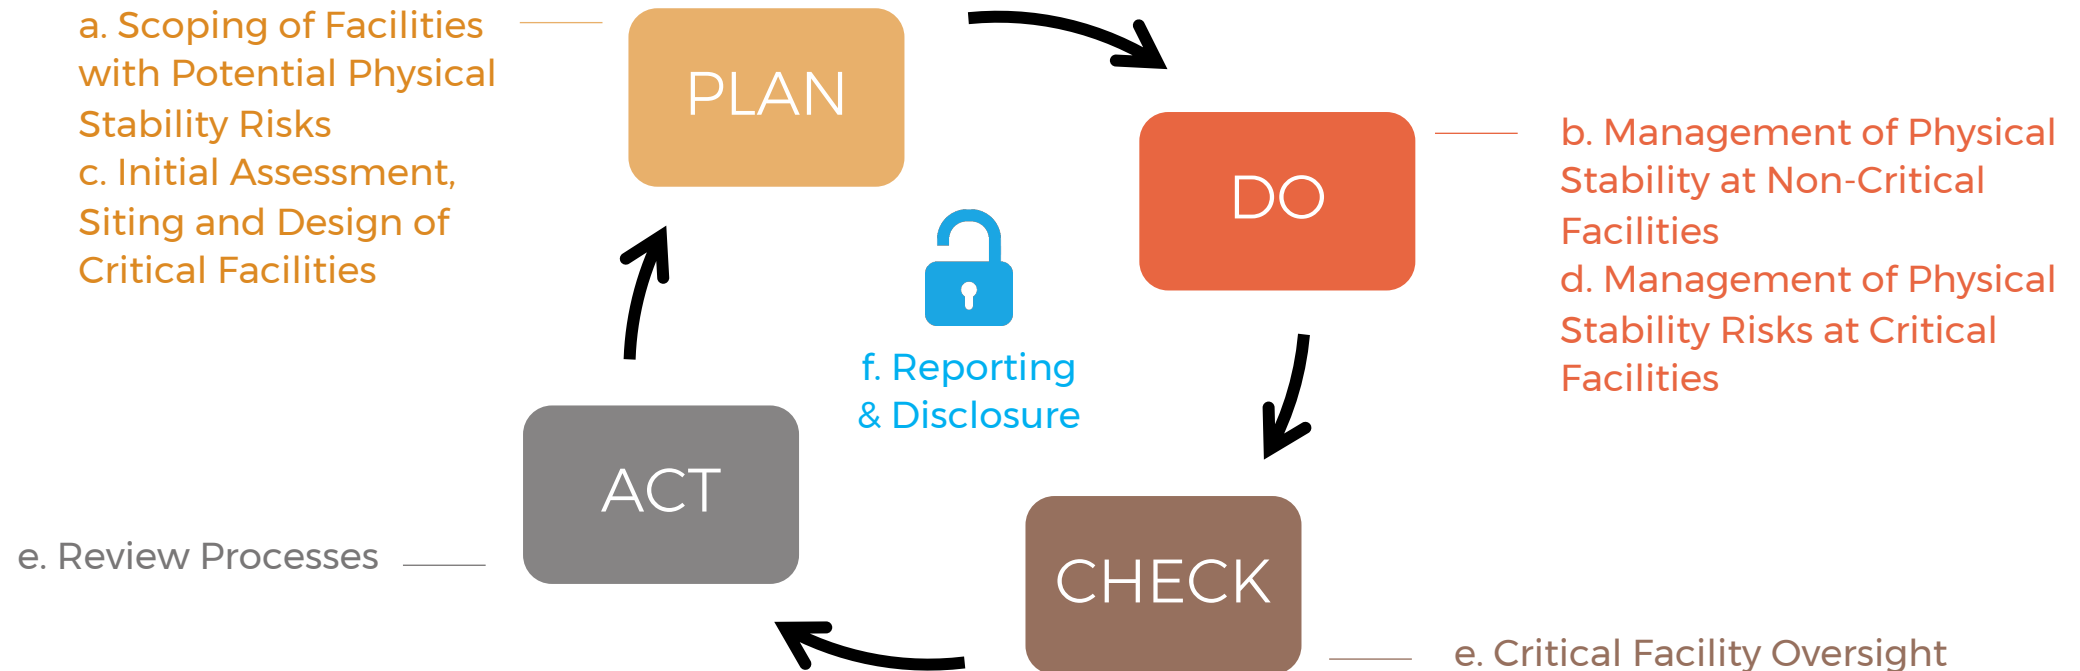 a. Scoping of Facilities
with Potential Physical
Stability Risks
c. Initial Assessment,
Siting and Design of
Critical Facilities
PLAN
DO
b. Management of Physical
Stability at Non-Critical
Facilities
d. Management of Physical
Stability Risks at Critical
Facilities
f. Reporting
& Disclosure
ACT
e. Review Processes
CHECK
e. Critical Facility Oversight